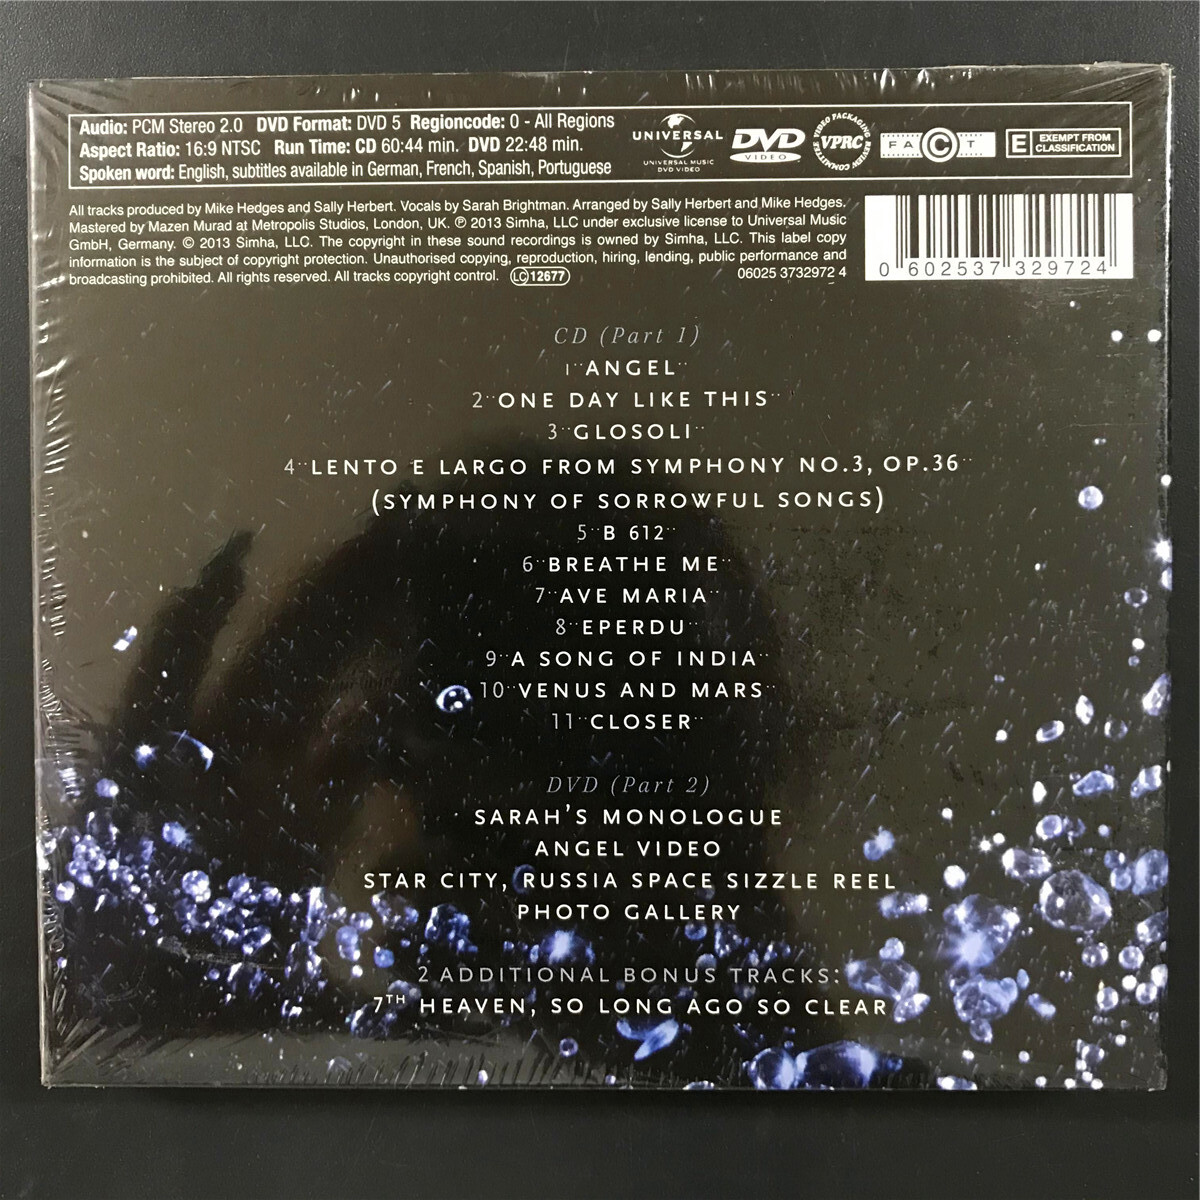 Audio: PCM Stereo 2.0 DVD Format: DVD 5 Regioncode: 0 - All Regions
Aspect Ratio: 16:9 NTSC Run Time: CD 60:44 min. DVD 22:48 min.
Spoken word: English, subtitles available in German, French, Spanish, Portuguese
UNIVERSAL
UNIVERSAL MUSIC
DVD VIDEO
DVD
VIDEO
VIDEO PACKAGING REVIEW COMMITTEE
VPRC
FACT
E EXEMPT FROM
CLASSIFICATION
All tracks produced by Mike Hedges and Sally Herbert. Vocals by Sarah Brightman. Arranged by Sally Herbert and Mike Hedges.
Mastered by Mazen Murad at Metropolis Studios, London, UK. ℗ 2013 Simha, LLC under exclusive license to Universal Music
GmbH, Germany. © 2013 Simha, LLC. The copyright in these sound recordings is owned by Simha, LLC. This label copy
information is the subject of copyright protection. Unauthorised copying, reproduction, hiring, lending, public performance and
broadcasting prohibited. All rights reserved. All tracks copyright control. LC 12677
06025 3732972 4
0 602537 329724
CD (Part 1)
1··ANGEL··
2··ONE DAY LIKE THIS··
3··GLOSOLI··
4··LENTO E LARGO FROM SYMPHONY NO.3, OP.36··
(SYMPHONY OF SORROWFUL SONGS)
5··B 612··
6··BREATHE ME··
7··AVE MARIA··
8··EPERDU··
9··A SONG OF INDIA··
10··VENUS AND MARS··
11··CLOSER··
DVD (Part 2)
SARAH'S MONOLOGUE
ANGEL VIDEO
STAR CITY, RUSSIA SPACE SIZZLE REEL
PHOTO GALLERY
2 ADDITIONAL BONUS TRACKS:
7TH HEAVEN, SO LONG AGO SO CLEAR